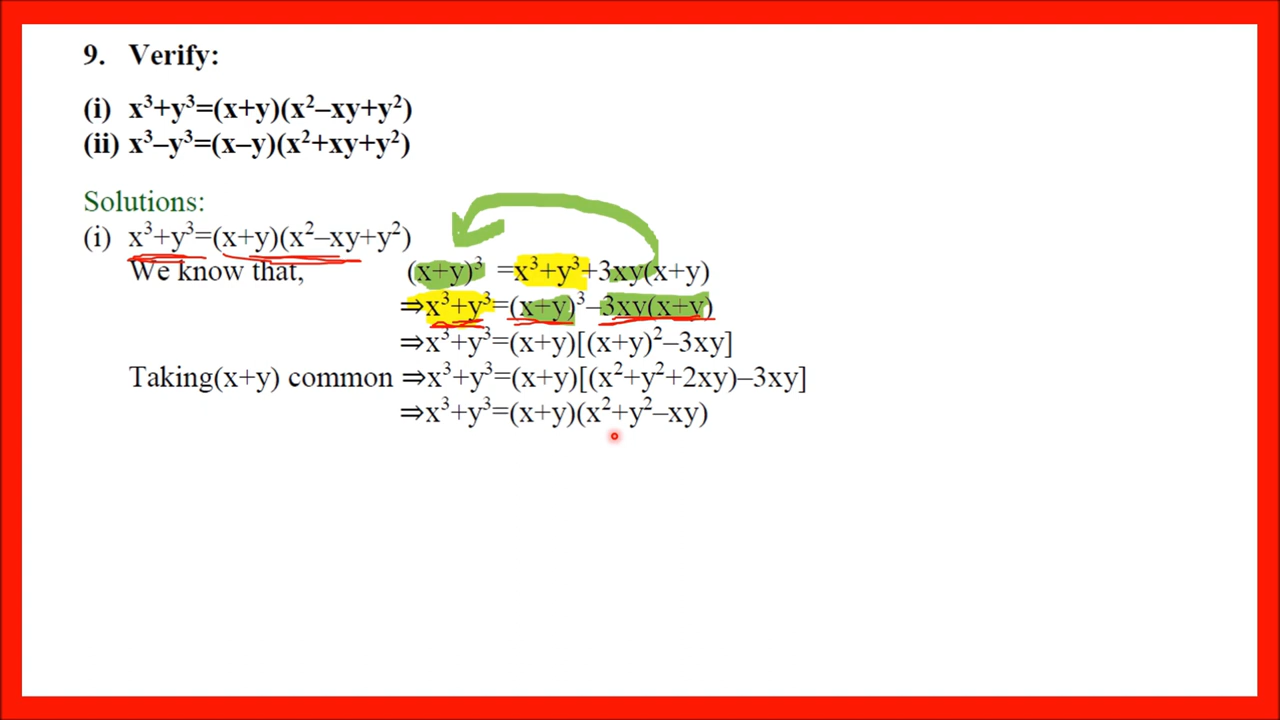 9. Verify:
(i) x³+y³=(x+y)(x²–xy+y²)
(ii) x³–y³=(x–y)(x²+xy+y²)
Solutions:
(i) x³+y³=(x+y)(x²–xy+y²)
We know that, (x+y)³ =x³+y³+3xy(x+y)
⇒x³+y³=(x+y)³–3xy(x+y)
⇒x³+y³=(x+y)[(x+y)²–3xy]
Taking(x+y) common ⇒x³+y³=(x+y)[(x²+y²+2xy)–3xy]
⇒x³+y³=(x+y)(x²+y²–xy)